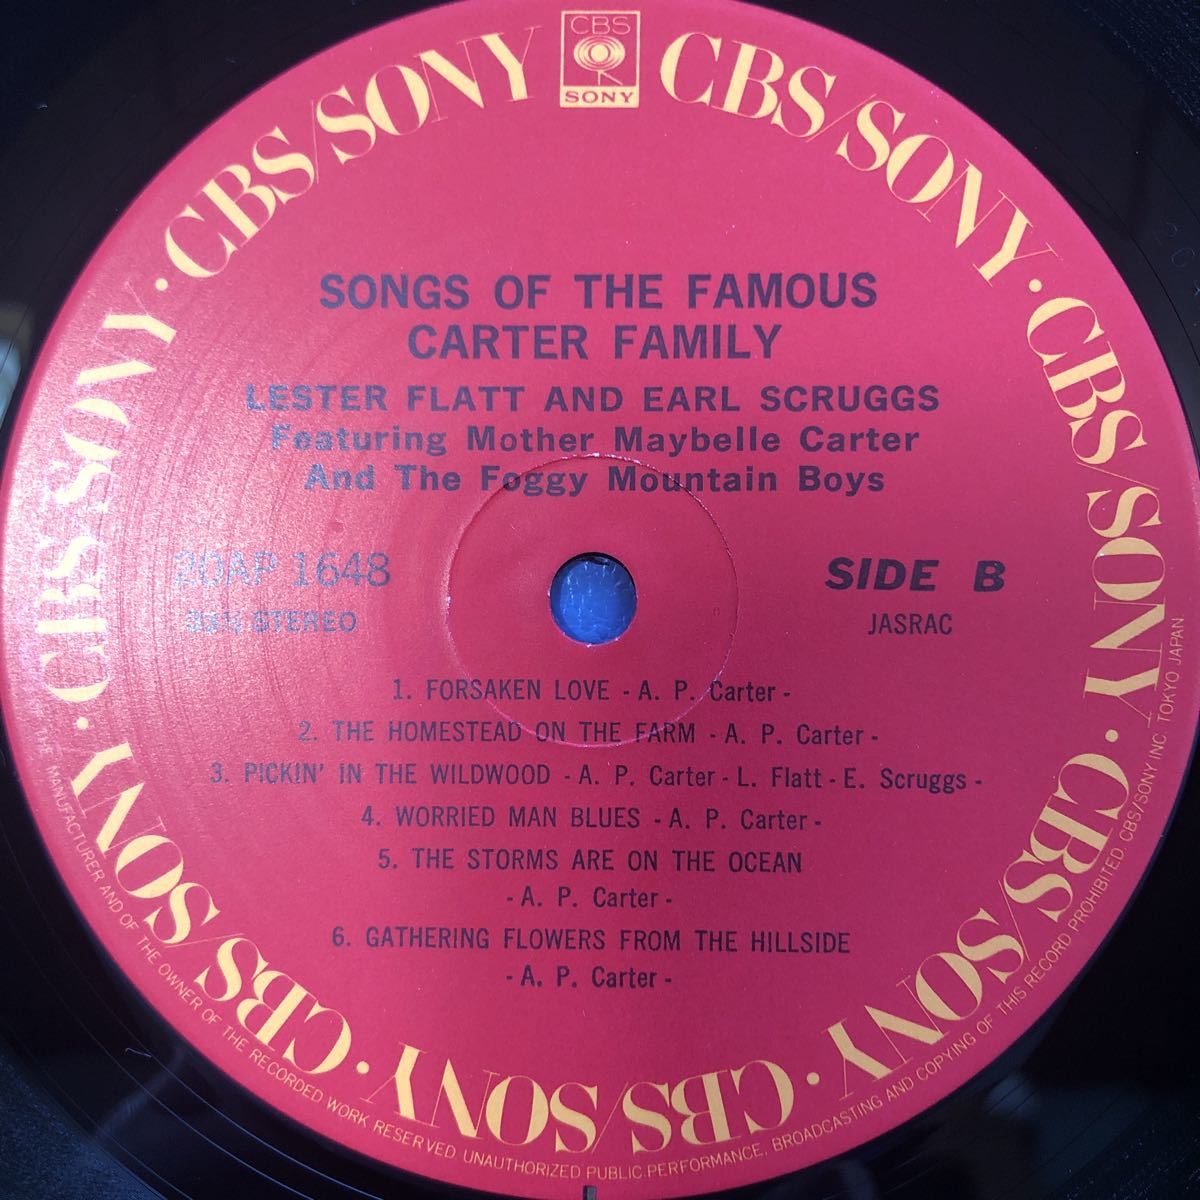 CBS
SONY
CBS/SONY · CBS/SONY · CBS/SONY · CBS/SONY · CBS/SONY · CBS/SONY · CBS/SONY · CBS/SONY
SONGS OF THE FAMOUS
CARTER FAMILY
LESTER FLATT AND EARL SCRUGGS
Featuring Mother Maybelle Carter
And The Foggy Mountain Boys
20AP 1648
SIDE B
33⅓ STEREO
JASRAC
1. FORSAKEN LOVE - A. P. Carter -
2. THE HOMESTEAD ON THE FARM - A. P. Carter -
3. PICKIN' IN THE WILDWOOD - A. P. Carter - L. Flatt - E. Scruggs -
4. WORRIED MAN BLUES - A. P. Carter -
5. THE STORMS ARE ON THE OCEAN
- A. P. Carter -
6. GATHERING FLOWERS FROM THE HILLSIDE
- A. P. Carter -
THE MANUFACTURER AND OF THE OWNER OF THE RECORDED WORK RESERVED UNAUTHORIZED PUBLIC.PERFORMANCE, BROADCASTING AND COPYING OF THIS RECORD PROHIBITED. CBS/SONY INC. TOKYO JAPAN